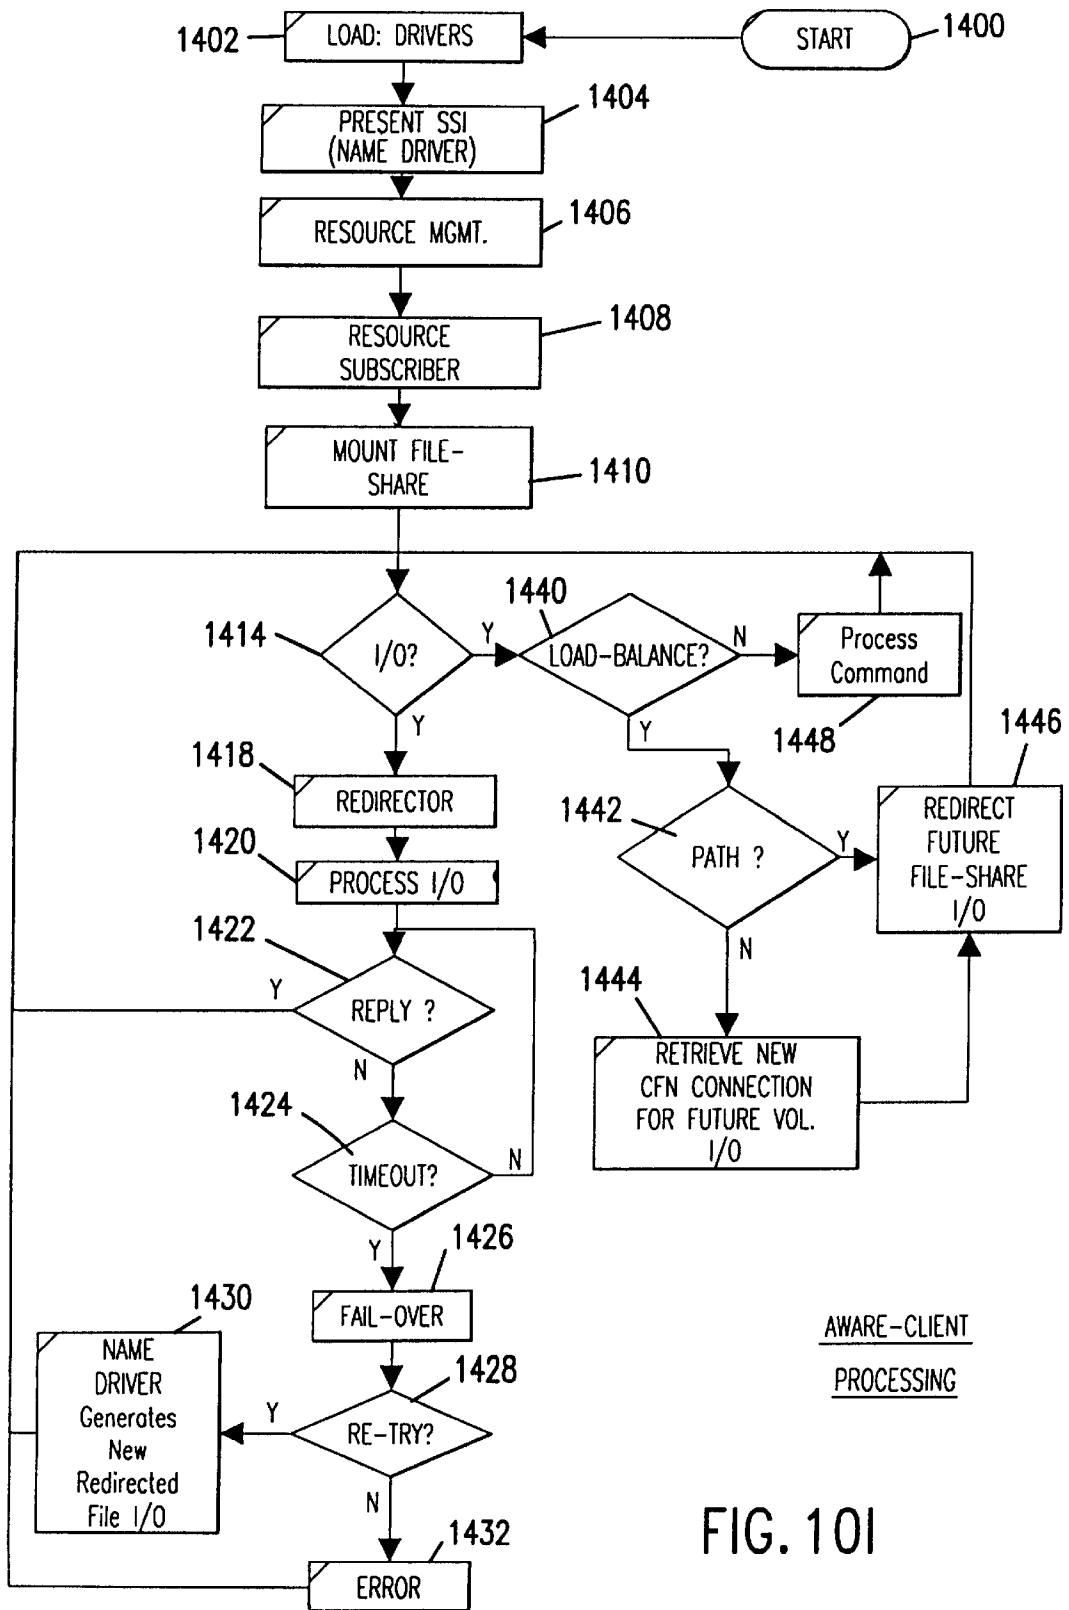 1402
LOAD: DRIVERS
START
1400
1404
PRESENT SSI
(NAME DRIVER)
1406
RESOURCE MGMT.
1408
RESOURCE
SUBSCRIBER
MOUNT FILE-
SHARE
1410
1414
I/O?
Y
Y
1440
LOAD-BALANCE?
N
Y
Process
Command
1448
1446
REDIRECT
FUTURE
FILE-SHARE
I/O
1418
REDIRECTOR
1442
PATH ?
Y
N
1420
PROCESS I/O
1422
Y
REPLY ?
N
1444
RETRIEVE NEW
CFN CONNECTION
FOR FUTURE VOL.
I/O
1424
TIMEOUT?
N
Y
1426
FAIL-OVER
1430
NAME
DRIVER
Generates
New
Redirected
File I/O
1428
Y
RE-TRY?
N
1432
ERROR
AWARE-CLIENT
PROCESSING
FIG. 10I